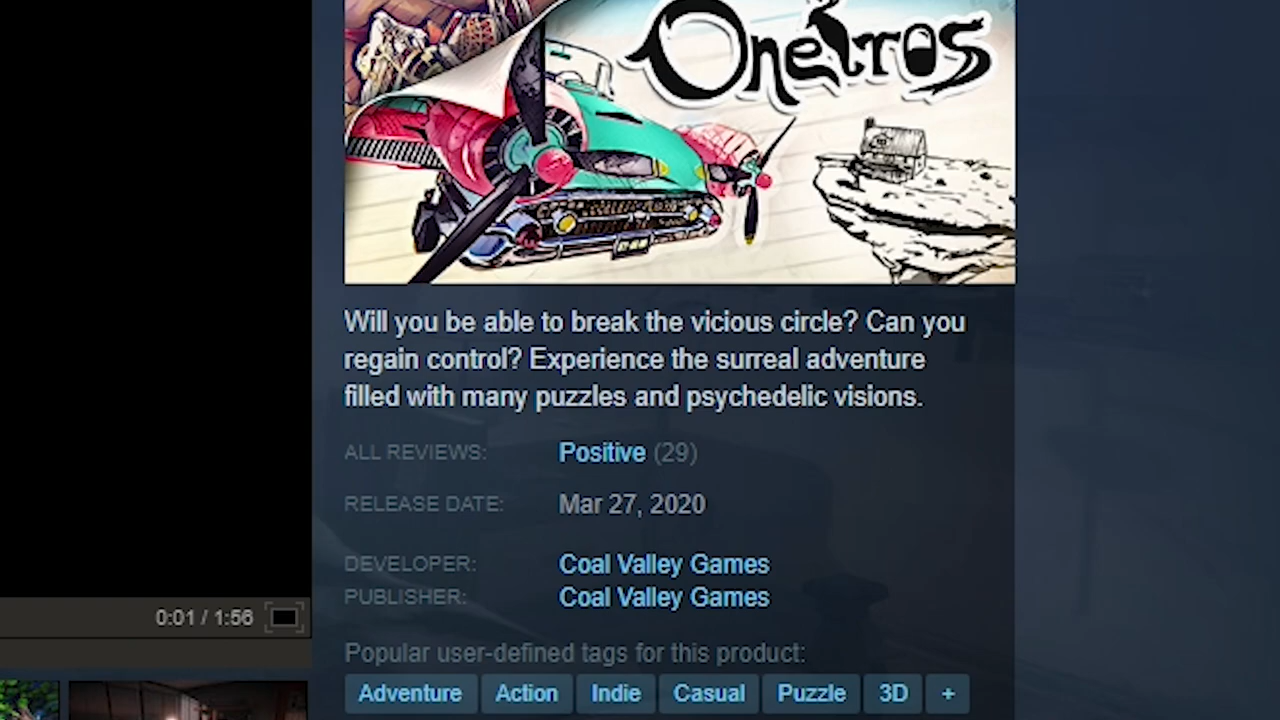 Oneiros
Will you be able to break the vicious circle? Can you
regain control? Experience the surreal adventure
filled with many puzzles and psychedelic visions.
ALL REVIEWS: Positive (29)
RELEASE DATE: Mar 27, 2020
DEVELOPER: Coal Valley Games
PUBLISHER: Coal Valley Games
0:01 / 1:56
Popular user-defined tags for this product:
Adventure Action Indie Casual Puzzle 3D +